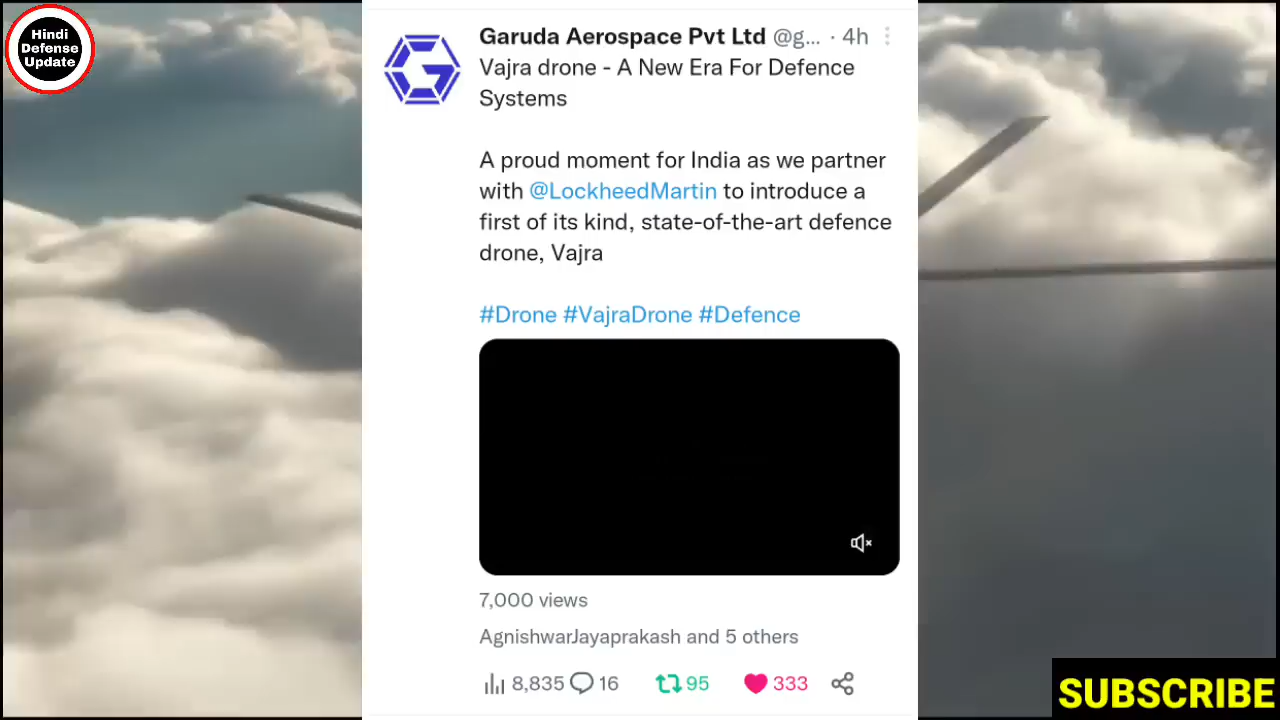 Hindi
Defense
Update
Garuda Aerospace Pvt Ltd @g... · 4h
Vajra drone - A New Era For Defence
Systems
A proud moment for India as we partner
with @LockheedMartin to introduce a
first of its kind, state-of-the-art defence
drone, Vajra
#Drone #VajraDrone #Defence
7,000 views
AgnishwarJayaprakash and 5 others
8,835 16 95 333
SUBSCRIBE